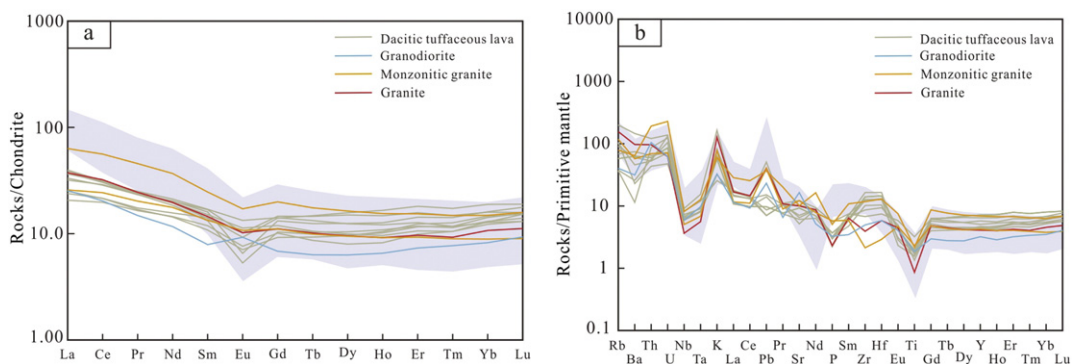 a
Rocks/Chondrite
1000
100
10.0
1.00
Dacitic tuffaceous lava
Granodiorite
Monzonitic granite
Granite
La Ce Pr Nd Sm Eu Gd Tb Dy Ho Er Tm Yb Lu
b
Rocks/Primitive mantle
10000
1000
100
10
1
0.1
Dacitic tuffaceous lava
Granodiorite
Monzonitic granite
Granite
Rb Th Nb K Ce Pr Nd Sm Hf Ti Tb Y Er Yb
Ba U Ta La Pb Sr P Zr Eu Gd Dy Ho Tm Lu